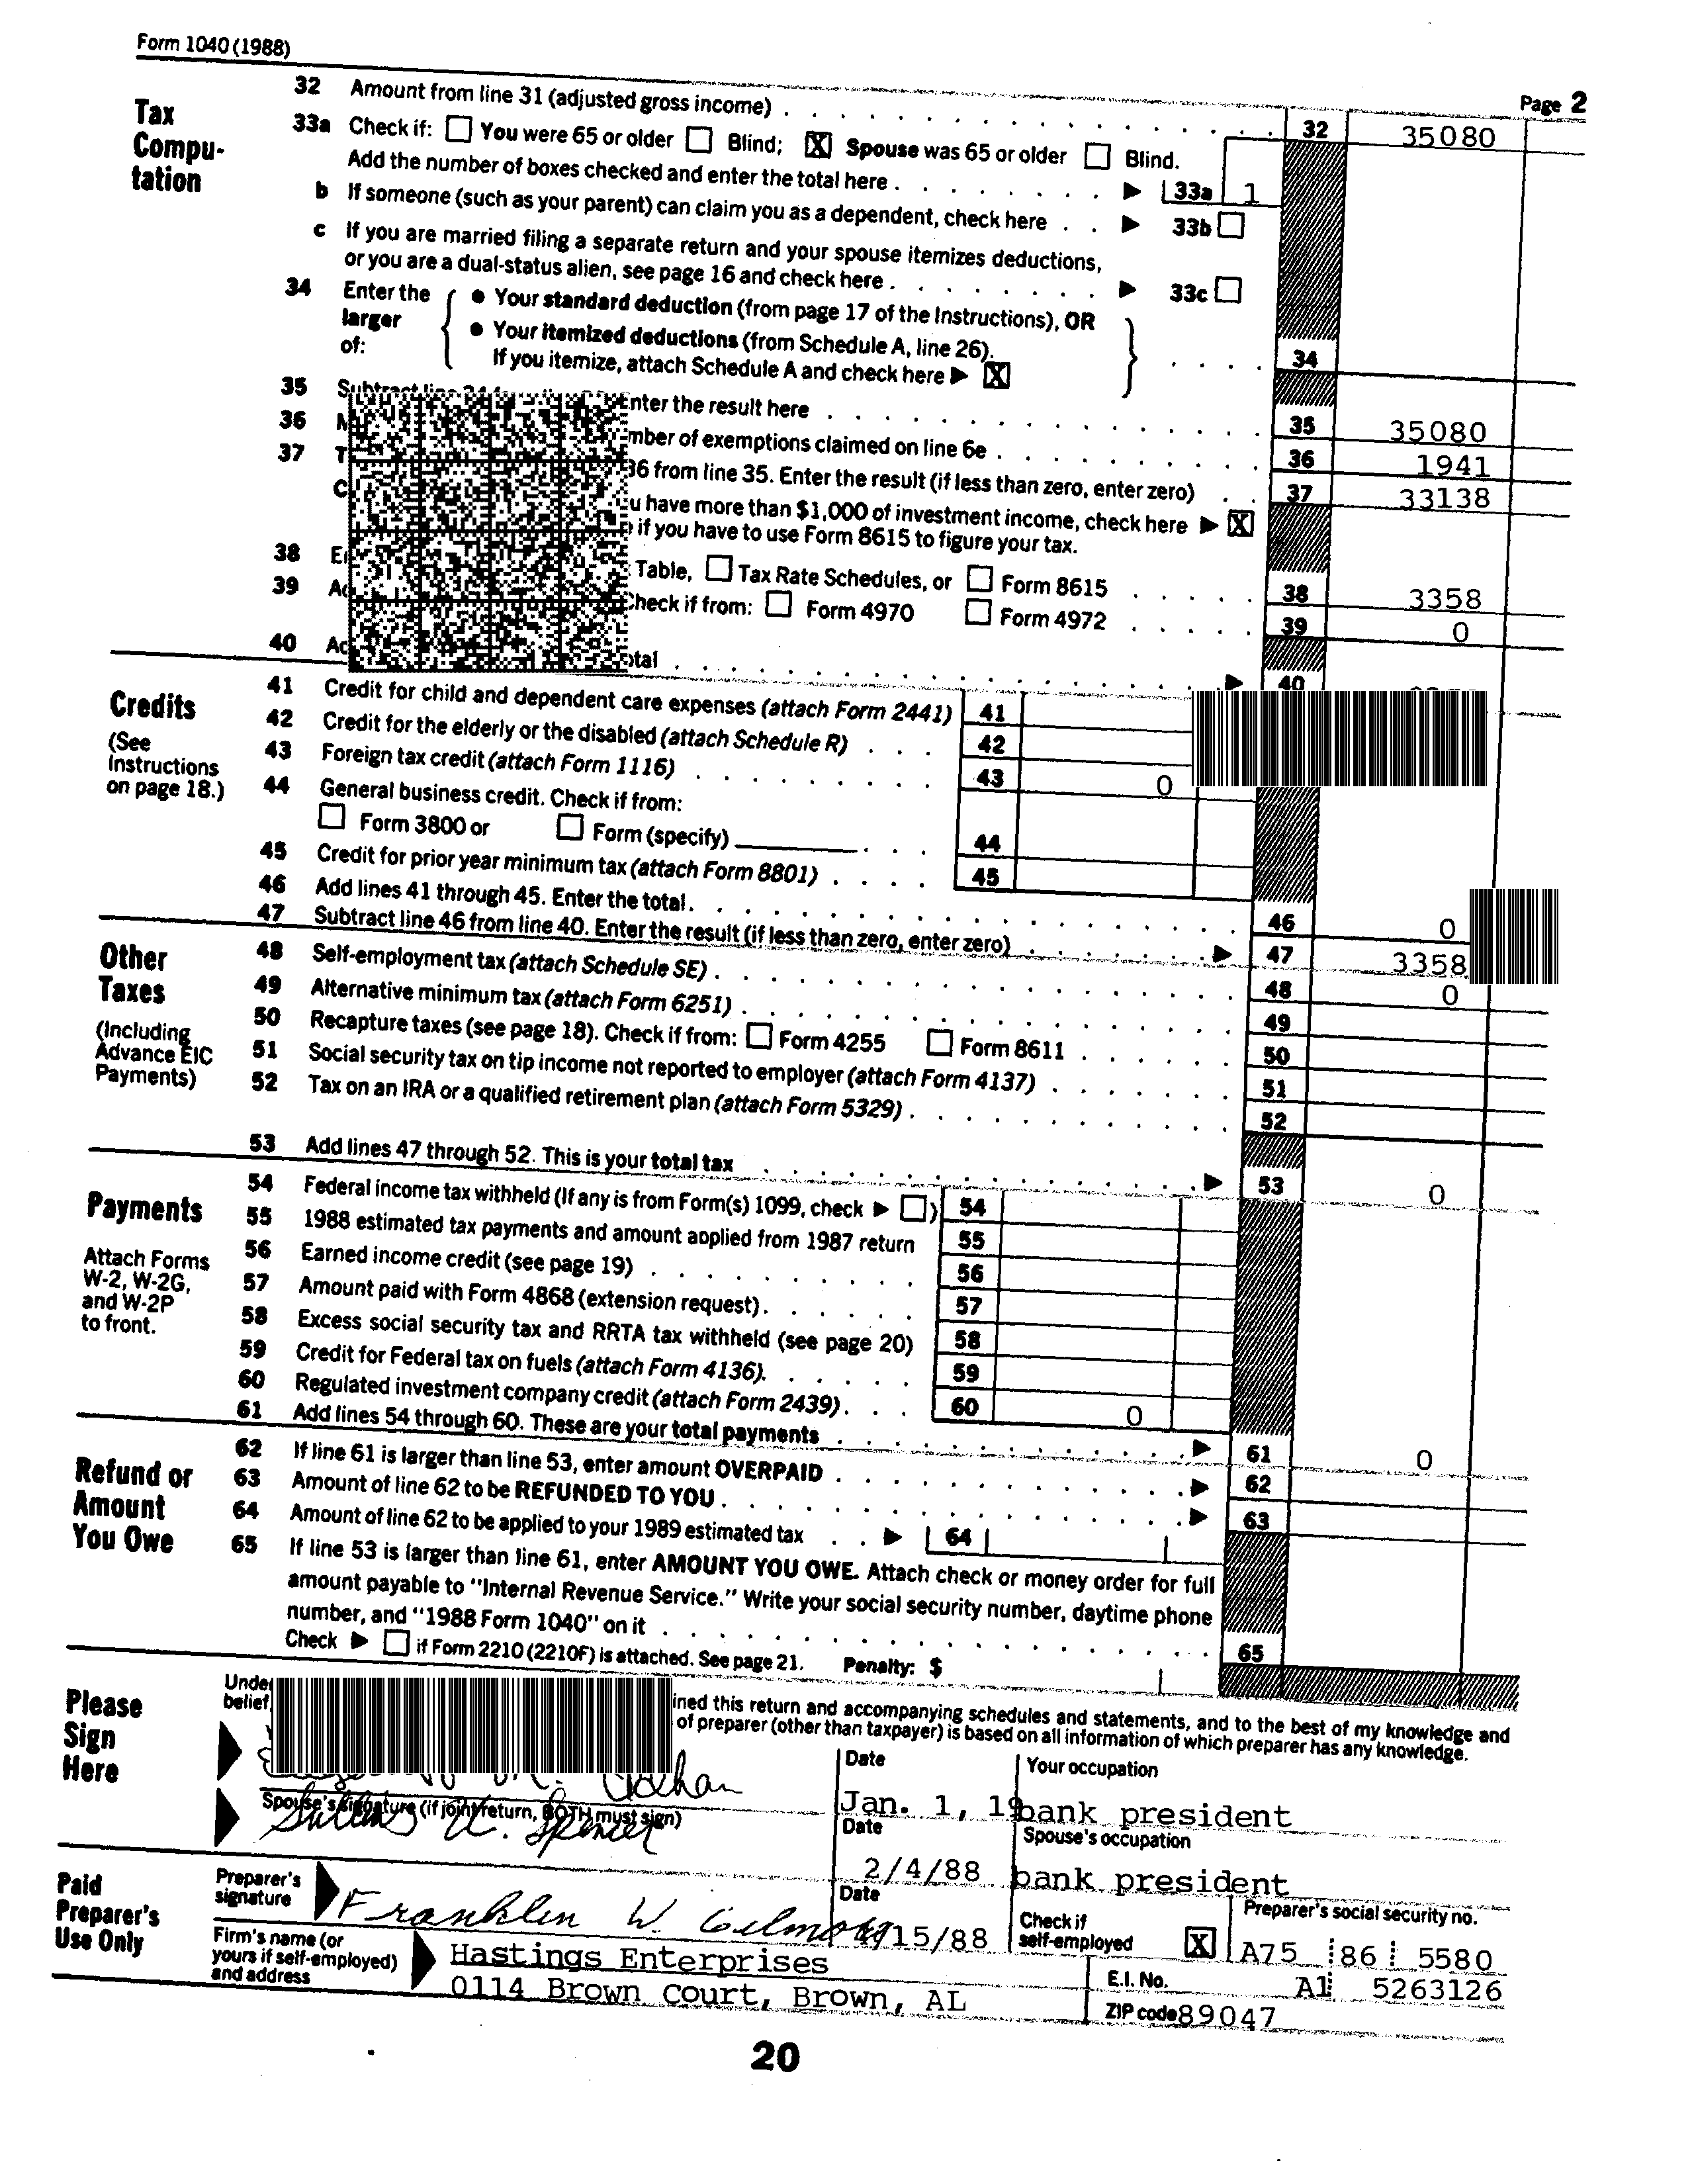 Form 1040 (1988)
Page 2
Tax Compu-tation
32 Amount from line 31 (adjusted gross income) 32 35080
33a Check if: You were 65 or older Blind; X Spouse was 65 or older Blind.
Add the number of boxes checked and enter the total here 33a 1
b If someone (such as your parent) can claim you as a dependent, check here 33b
c If you are married filing a separate return and your spouse itemizes deductions,
or you are a dual-status alien, see page 16 and check here 33c
34 Enter the larger of: { • Your standard deduction (from page 17 of the Instructions), OR
• Your itemized deductions (from Schedule A, line 26).
If you itemize, attach Schedule A and check here X } 34
35 Enter the result here 35 35080
36 of exemptions claimed on line 6e 36 1941
37 36 from line 35. Enter the result (if less than zero, enter zero) 37 33138
have more than $1,000 of investment income, check here X
if you have to use Form 8615 to figure your tax.
38 Table, Tax Rate Schedules, or Form 8615 38 3358
39 Check if from: Form 4970 Form 4972 39 0
40 40
Credits
(See Instructions on page 18.)
41 Credit for child and dependent care expenses (attach Form 2441) 41
42 Credit for the elderly or the disabled (attach Schedule R) 42
43 Foreign tax credit (attach Form 1116) 43 0
44 General business credit. Check if from:
Form 3800 or Form (specify) 44
45 Credit for prior year minimum tax (attach Form 8801) 45
46 Add lines 41 through 45. Enter the total. 46 0
47 Subtract line 46 from line 40. Enter the result (if less than zero, enter zero) 47 3358
Other Taxes
(Including Advance EIC Payments)
48 Self-employment tax (attach Schedule SE) 48 0
49 Alternative minimum tax (attach Form 6251) 49
50 Recapture taxes (see page 18). Check if from: Form 4255 Form 8611 50
51 Social security tax on tip income not reported to employer (attach Form 4137) 51
52 Tax on an IRA or a qualified retirement plan (attach Form 5329) 52
53 Add lines 47 through 52. This is your total tax 53 0
Payments
Attach Forms W-2, W-2G, and W-2P to front.
54 Federal income tax withheld (If any is from Form(s) 1099, check ) 54
55 1988 estimated tax payments and amount applied from 1987 return 55
56 Earned income credit (see page 19) 56
57 Amount paid with Form 4868 (extension request) 57
58 Excess social security tax and RRTA tax withheld (see page 20) 58
59 Credit for Federal tax on fuels (attach Form 4136) 59
60 Regulated investment company credit (attach Form 2439) 60 0
61 Add lines 54 through 60. These are your total payments 61 0
Refund or Amount You Owe
62 If line 61 is larger than line 53, enter amount OVERPAID 62
63 Amount of line 62 to be REFUNDED TO YOU 63
64 Amount of line 62 to be applied to your 1989 estimated tax 64
65 If line 53 is larger than line 61, enter AMOUNT YOU OWE. Attach check or money order for full
amount payable to "Internal Revenue Service." Write your social security number, daytime phone
number, and "1988 Form 1040" on it 65
Check if Form 2210 (2210F) is attached. See page 21. Penalty: $
Please Sign Here
this return and accompanying schedules and statements, and to the best of my knowledge and
belief, of preparer (other than taxpayer) is based on all information of which preparer has any knowledge.
Date Your occupation
Jan. 1, 19 bank president
Spouse's signature (if joint return, BOTH must sign) Date Spouse's occupation
Spencer 2/4/88 bank president
Paid Preparer's Use Only
Preparer's signature Franklin W. Date 15/88 Check if self-employed X Preparer's social security no. A75 86 5580
Firm's name (or yours if self-employed) and address Hastings Enterprises E.I. No. A1 5263126
0114 Brown Court, Brown, AL ZIP code 89047
20